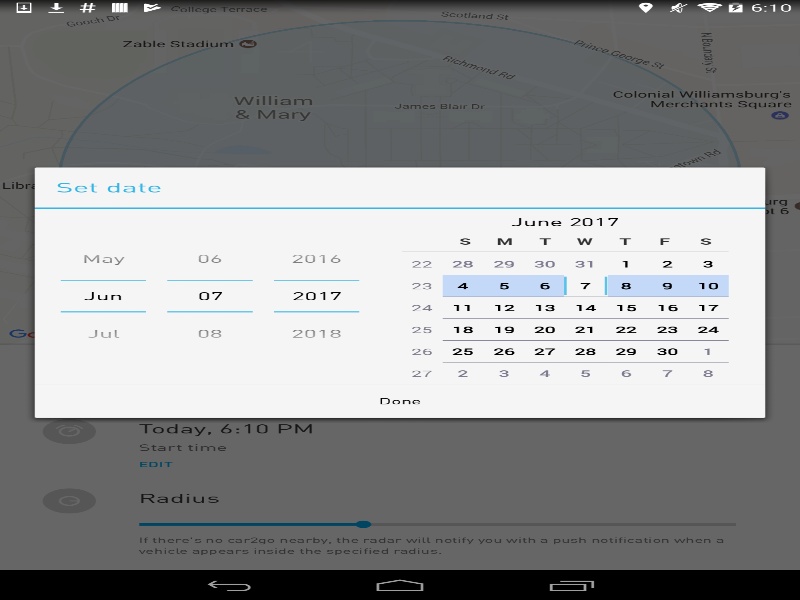 6:10
College Terrace
Gooch Dr
Scotland St
Zable Stadium
Prince George St
N Boundary St
Richmond Rd
William
& Mary
James Blair Dr
Colonial Williamsburg's
Merchants Square
Libra
Set date
June 2017
S M T W T F S
May 06 2016
22 28 29 30 31 1 2 3
23 4 5 6 7 8 9 10
Jun 07 2017
24 11 12 13 14 15 16 17
25 18 19 20 21 22 23 24
Jul 08 2018
26 25 26 27 28 29 30 1
27 2 3 4 5 6 7 8
Done
Today, 6:10 PM
Start time
EDIT
Radius
If there's no car2go nearby, the radar will notify you with a push notification when a
vehicle appears inside the specified radius.